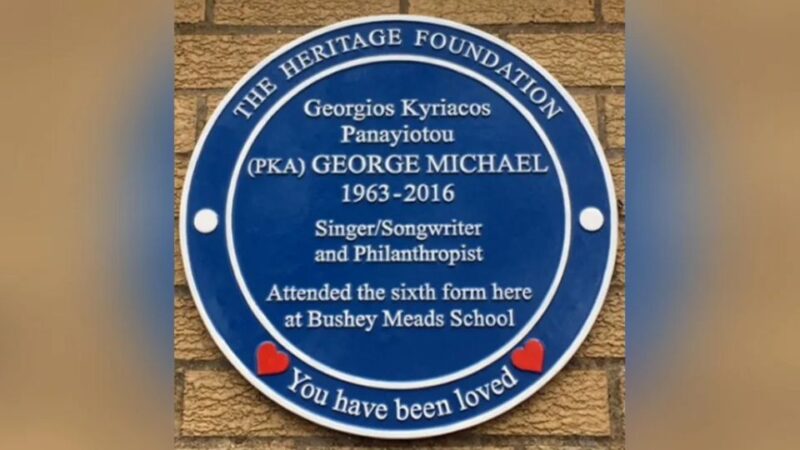 THE HERITAGE FOUNDATION
Georgios Kyriacos
Panayiotou
(PKA) GEORGE MICHAEL
1963-2016
Singer/Songwriter
and Philanthropist
Attended the sixth form here
at Bushey Meads School
You have been loved